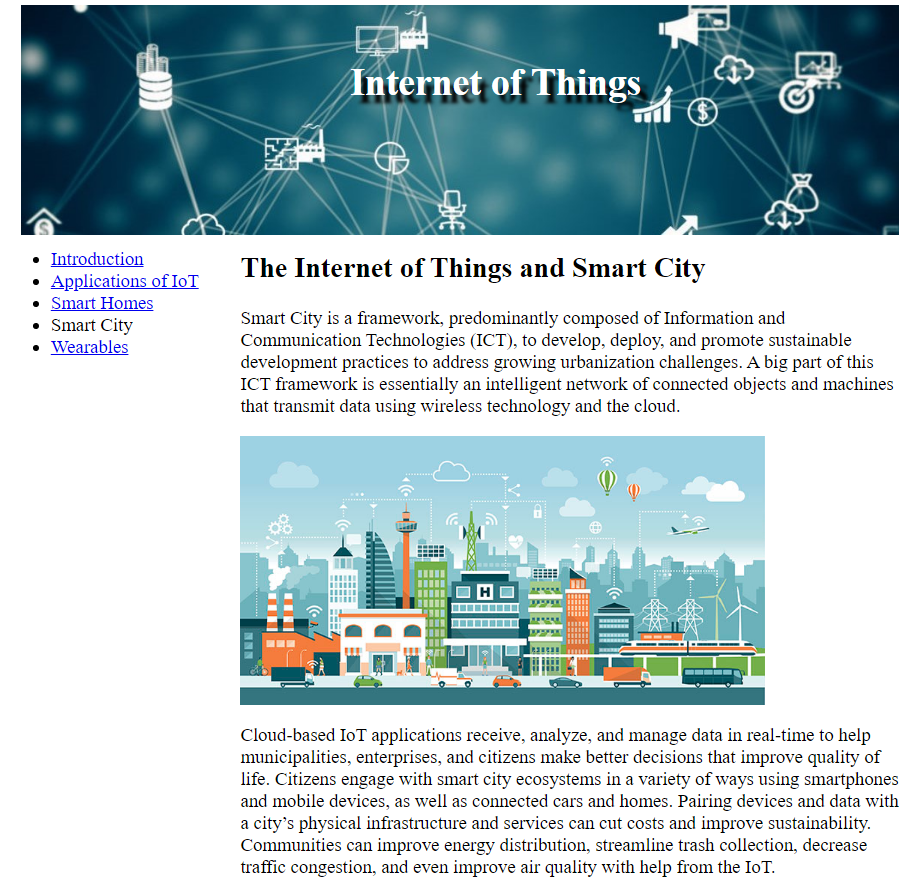 Internet of Things
Introduction
Applications of IoT
Smart Homes
Smart City
Wearables
The Internet of Things and Smart City
Smart City is a framework, predominantly composed of Information and
Communication Technologies (ICT), to develop, deploy, and promote sustainable
development practices to address growing urbanization challenges. A big part of this
ICT framework is essentially an intelligent network of connected objects and machines
that transmit data using wireless technology and the cloud.
H
Cloud-based IoT applications receive, analyze, and manage data in real-time to help
municipalities, enterprises, and citizens make better decisions that improve quality of
life. Citizens engage with smart city ecosystems in a variety of ways using smartphones
and mobile devices, as well as connected cars and homes. Pairing devices and data with
a city’s physical infrastructure and services can cut costs and improve sustainability.
Communities can improve energy distribution, streamline trash collection, decrease
traffic congestion, and even improve air quality with help from the IoT.